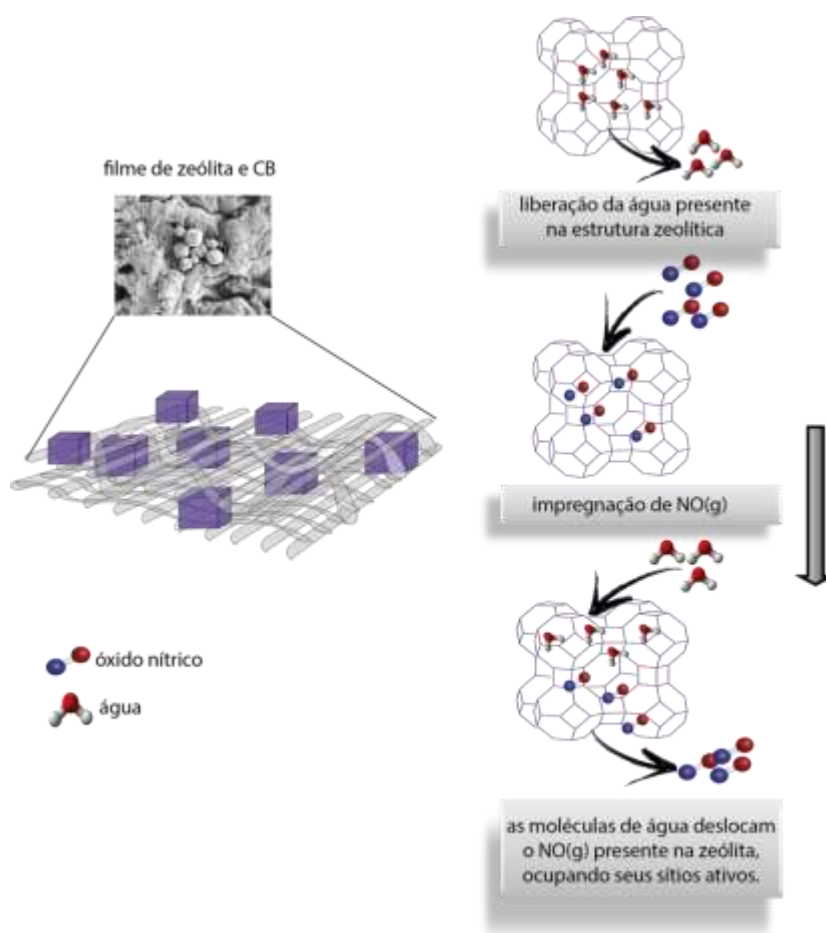 filme de zeólita e CB
liberação da água presente
na estrutura zeolítica
impregnação de NO(g)
óxido nítrico
água
as moléculas de água deslocam
o NO(g) presente na zeólita,
ocupando seus sítios ativos.